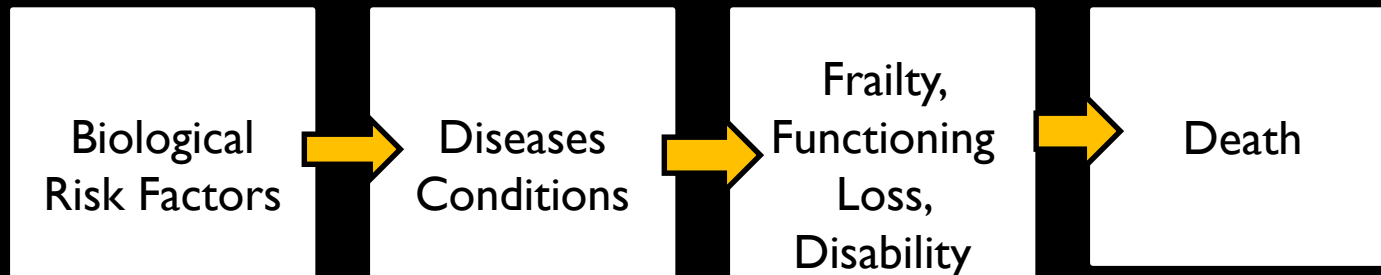 Biological
Risk Factors
Diseases
Conditions
Frailty,
Functioning
Loss,
Disability
Death